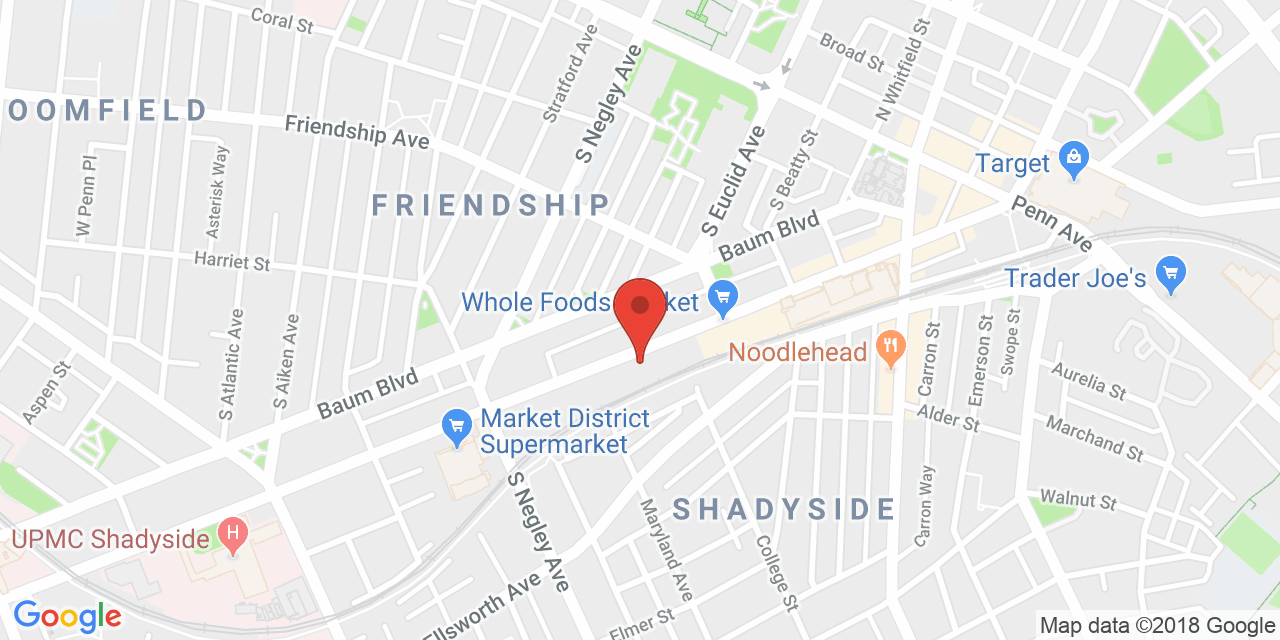 Coral St
Stratford Ave
S Negley Ave
Broad St
N Whitfield St
OOMFIELD
Friendship Ave
S Euclid Ave
S Beatty St
Target
W Penn Pl
Asterisk Way
FRIENDSHIP
Baum Blvd
Penn Ave
Harriet St
Trader Joe's
Whole Foods
ket
S Atlantic Ave
S Aiken Ave
Noodlehead
Carron St
Emerson St
Swope St
Aspen St
Baum Blvd
Aurelia St
Market District
Supermarket
Alder St
Marchand St
S Negley Ave
Maryland Ave
SHADYSIDE
College St
Carron Way
Walnut St
UPMC Shadyside
H
Ellsworth Ave
Elmer St
Google
Map data ©2018 Google